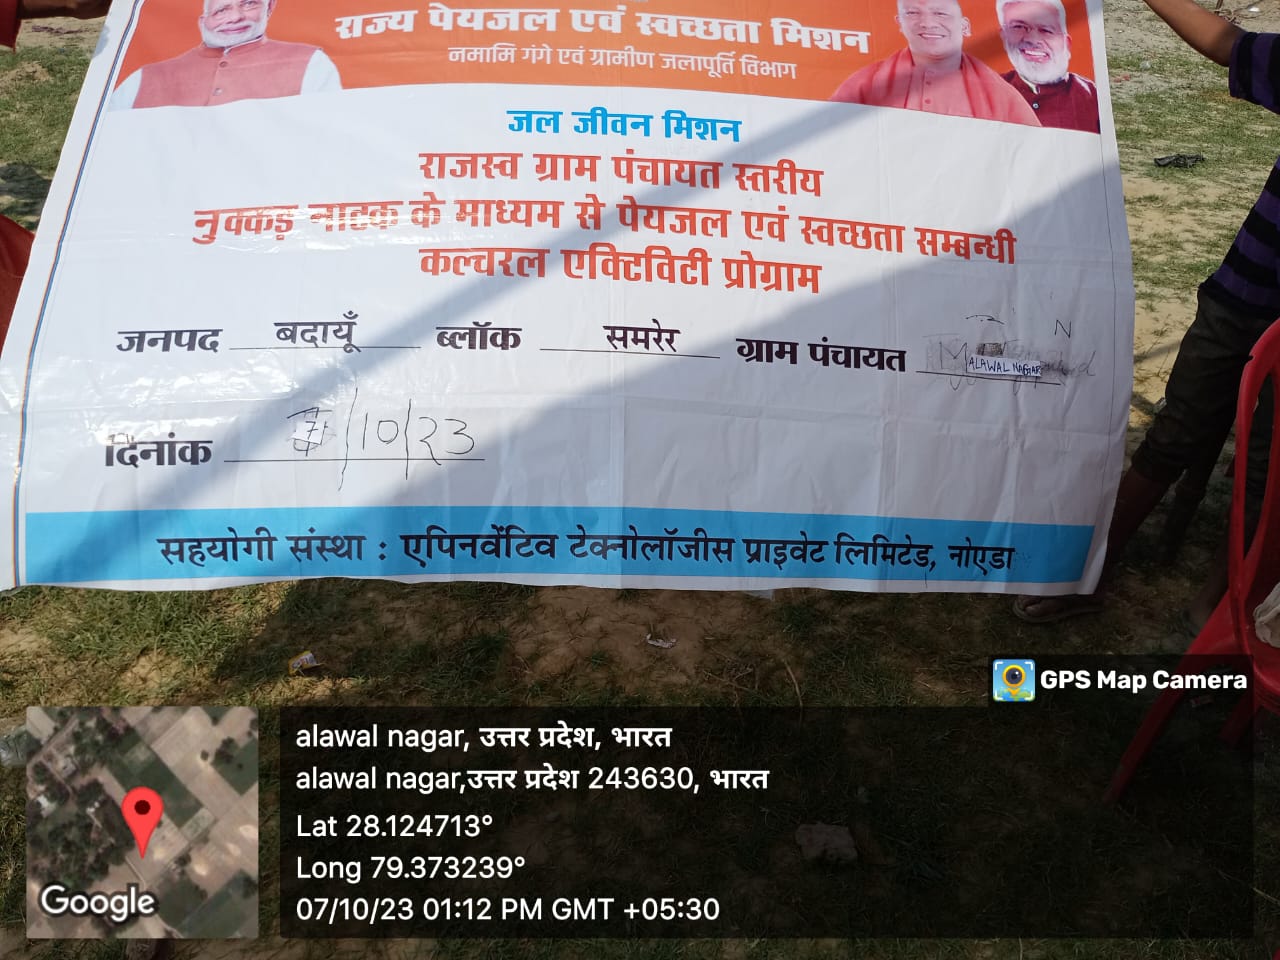 राज्य पेयजल एवं स्वच्छता मिशन
नमामि गंगे एवं ग्रामीण जलापूर्ति विभाग
जल जीवन मिशन
राजस्व ग्राम पंचायत स्तरीय
नुक्कड़ नाटक के माध्यम से पेयजल एवं स्वच्छता सम्बन्धी
कल्चरल एक्टिविटी प्रोग्राम
जनपद बदायूँ ब्लॉक समरेर ग्राम पंचायत ALAWAL NAGGAR
दिनांक 7/10/23
सहयोगी संस्था : एपिनवेंटिव टेक्नोलॉजीस प्राइवेट लिमिटेड, नोएडा
GPS Map Camera
alawal nagar, उत्तर प्रदेश, भारत
alawal nagar,उत्तर प्रदेश 243630, भारत
Lat 28.124713°
Long 79.373239°
07/10/23 01:12 PM GMT +05:30
Google